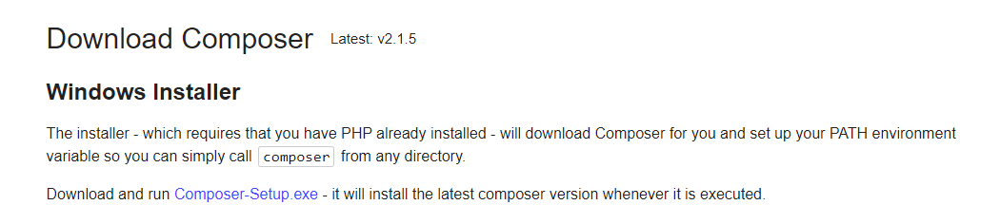 Download Composer Latest: v2.1.5
Windows Installer
The installer - which requires that you have PHP already installed - will download Composer for you and set up your PATH environment
variable so you can simply call composer from any directory.
Download and run Composer-Setup.exe - it will install the latest composer version whenever it is executed.